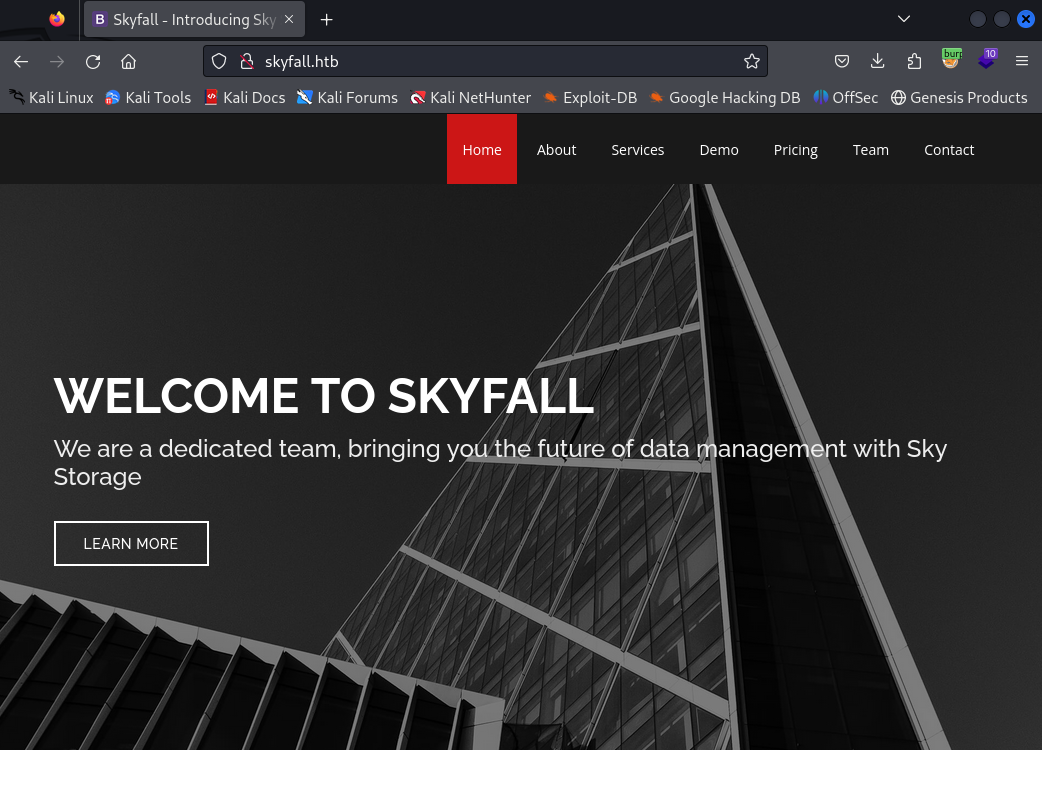 Skyfall - Introducing Sky
skyfall.htb
burp
10
Kali Linux Kali Tools Kali Docs Kali Forums Kali NetHunter Exploit-DB Google Hacking DB OffSec Genesis Products
Home About Services Demo Pricing Team Contact
WELCOME TO SKYFALL
We are a dedicated team, bringing you the future of data management with Sky
Storage
LEARN MORE